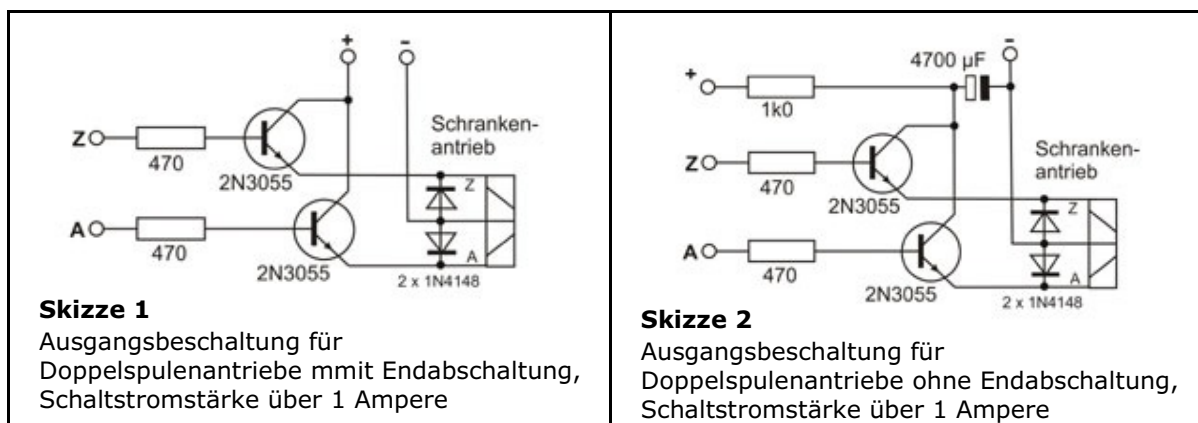 +
-
Z
470
2N3055
A
470
2N3055
Schranken-
antrieb
Z
A
2 x 1N4148
Skizze 1
Ausgangsbeschaltung für
Doppelspulenantriebe mmit Endabschaltung,
Schaltstromstärke über 1 Ampere
4700 µF
-
+
1k0
Z
470
2N3055
A
470
2N3055
Schranken-
antrieb
Z
A
2 x 1N4148
Skizze 2
Ausgangsbeschaltung für
Doppelspulenantriebe ohne Endabschaltung,
Schaltstromstärke über 1 Ampere